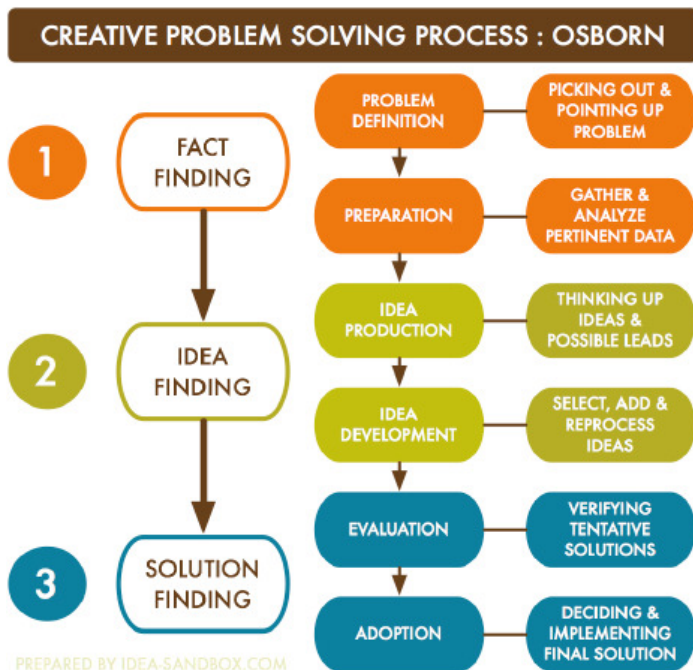 CREATIVE PROBLEM SOLVING PROCESS : OSBORN
1
FACT
FINDING
PROBLEM
DEFINITION
PICKING OUT &
POINTING UP
PROBLEM
PREPARATION
GATHER &
ANALYZE
PERTINENT DATA
2
IDEA
FINDING
IDEA
PRODUCTION
THINKING UP
IDEAS &
POSSIBLE LEADS
IDEA
DEVELOPMENT
SELECT, ADD &
REPROCESS
IDEAS
3
SOLUTION
FINDING
EVALUATION
VERIFYING
TENTATIVE
SOLUTIONS
ADOPTION
DECIDING &
IMPLEMENTING
FINAL SOLUTION
PREPARED BY IDEA-SANDBOX.COM